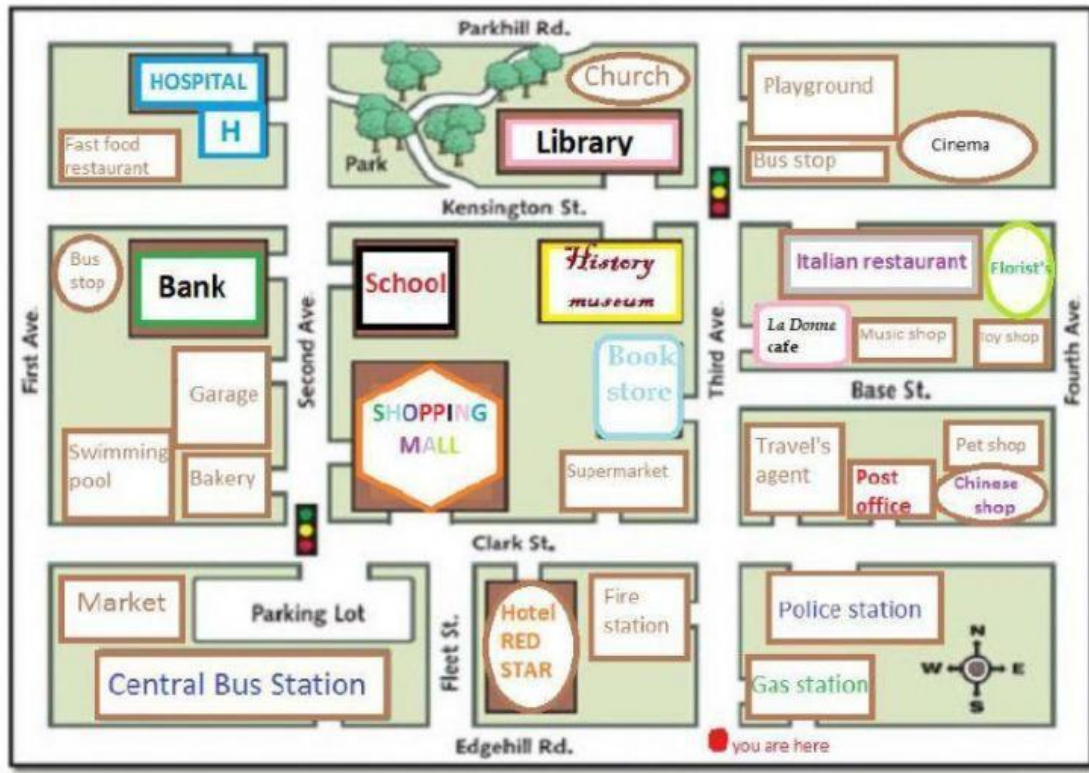 Parkhill Rd.
HOSPITAL
H
Fast food
restaurant
Park
Church
Library
Playground
Bus stop
Cinema
Kensington St.
Bus
stop
Bank
School
History
museum
Italian restaurant
Florist's
La Donne
cafe
Music shop
toy shop
First Ave.
Second Ave.
Third Ave.
Fourth Ave.
Garage
Swimming
pool
Bakery
SHOPPING
MALL
Book
store
Supermarket
Base St.
Travel's
agent
Post
office
Pet shop
Chinese
shop
Clark St.
Market
Parking Lot
Central Bus Station
Fleet St.
Hotel
RED
STAR
Fire
station
Police station
Gas station
N
W
E
S
Edgehill Rd.
you are here